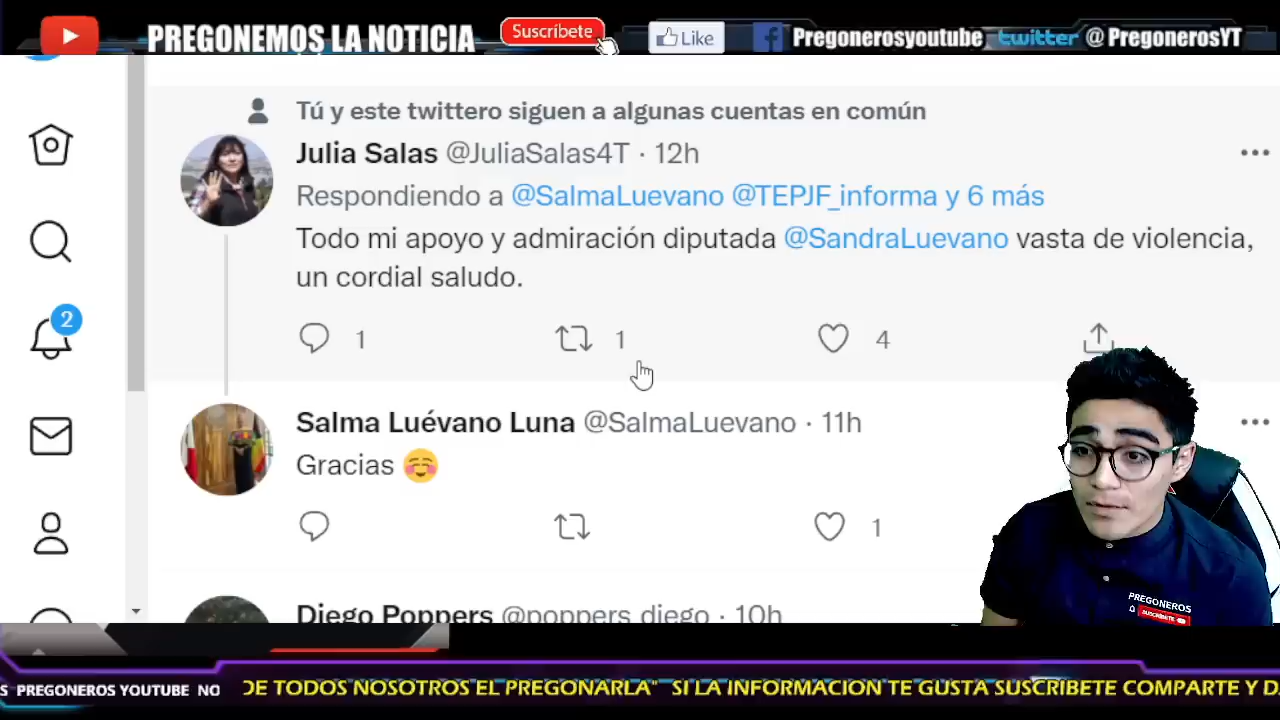 PREGONEMOS LA NOTICIA
Suscríbete
Like
Pregonerosyoutube
twitter @PregonerosYT
Tú y este twittero siguen a algunas cuentas en común
Julia Salas @JuliaSalas4T · 12h
Respondiendo a @SalmaLuevano @TEPJF_informa y 6 más
Todo mi apoyo y admiración diputada @SandraLuevano vasta de violencia,
un cordial saludo.
1 1 4
2
Salma Luévano Luna @SalmaLuevano · 11h
Gracias ☺️
1
Diego Poppers @poppers_diego · 10h
PREGONEROS
SUSCRIBETE
S PREGONEROS YOUTUBE NO
DE TODOS NOSOTROS EL PREGONARLA" SI LA INFORMACION TE GUSTA SUSCRIBETE COMPARTE Y D